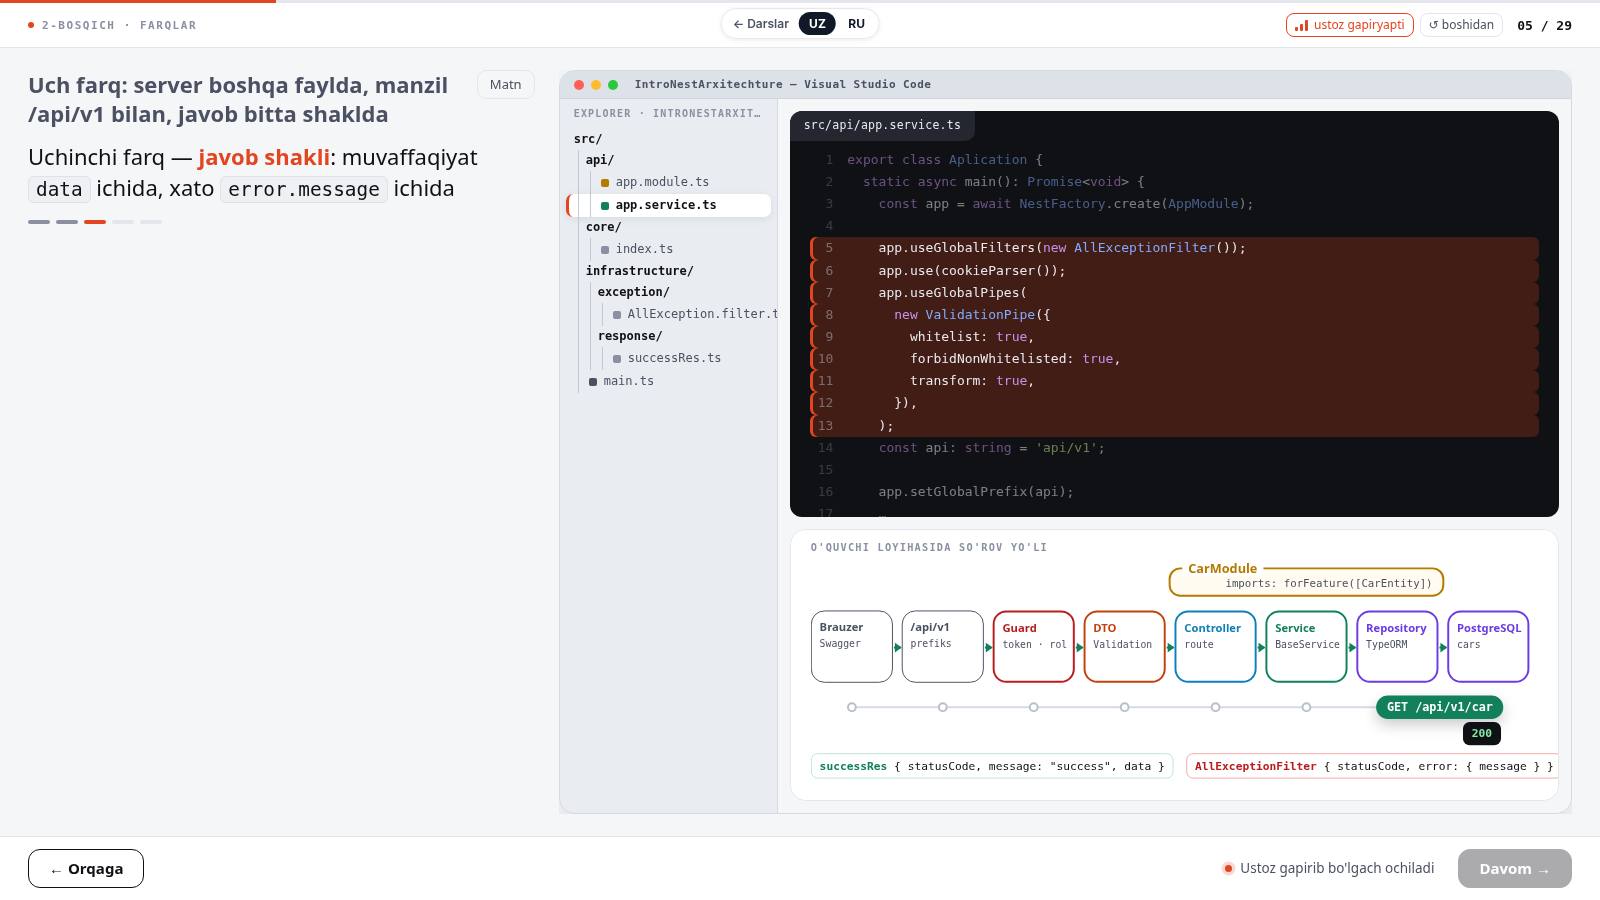 2-BOSQICH · FARQLAR
← Darslar UZ RU
ustoz gapiryapti
↺ boshidan
05 / 29
Uch farq: server boshqa faylda, manzil
/api/v1 bilan, javob bitta shaklda
Matn
Uchinchi farq — javob shakli: muvaffaqiyat
data ichida, xato error.message ichida
IntroNestArxitechture — Visual Studio Code
EXPLORER · INTRONESTARXIT…
src/
api/
app.module.ts
app.service.ts
core/
index.ts
infrastructure/
exception/
AllException.filter.t
response/
successRes.ts
main.ts
src/api/app.service.ts
1 export class Aplication {
2 static async main(): Promise<void> {
3 const app = await NestFactory.create(AppModule);
4
5 app.useGlobalFilters(new AllExceptionFilter());
6 app.use(cookieParser());
7 app.useGlobalPipes(
8 new ValidationPipe({
9 whitelist: true,
10 forbidNonWhitelisted: true,
11 transform: true,
12 }),
13 );
14 const api: string = 'api/v1';
15
16 app.setGlobalPrefix(api);
17 …
O'QUVCHI LOYIHASIDA SO'ROV YO'LI
CarModule
imports: forFeature([CarEntity])
Brauzer
Swagger
/api/v1
prefiks
Guard
token · rol
DTO
Validation
Controller
route
Service
BaseService
Repository
TypeORM
PostgreSQL
cars
GET /api/v1/car
200
successRes { statusCode, message: "success", data }
AllExceptionFilter { statusCode, error: { message } }
← Orqaga
Ustoz gapirib bo'lgach ochiladi
Davom →